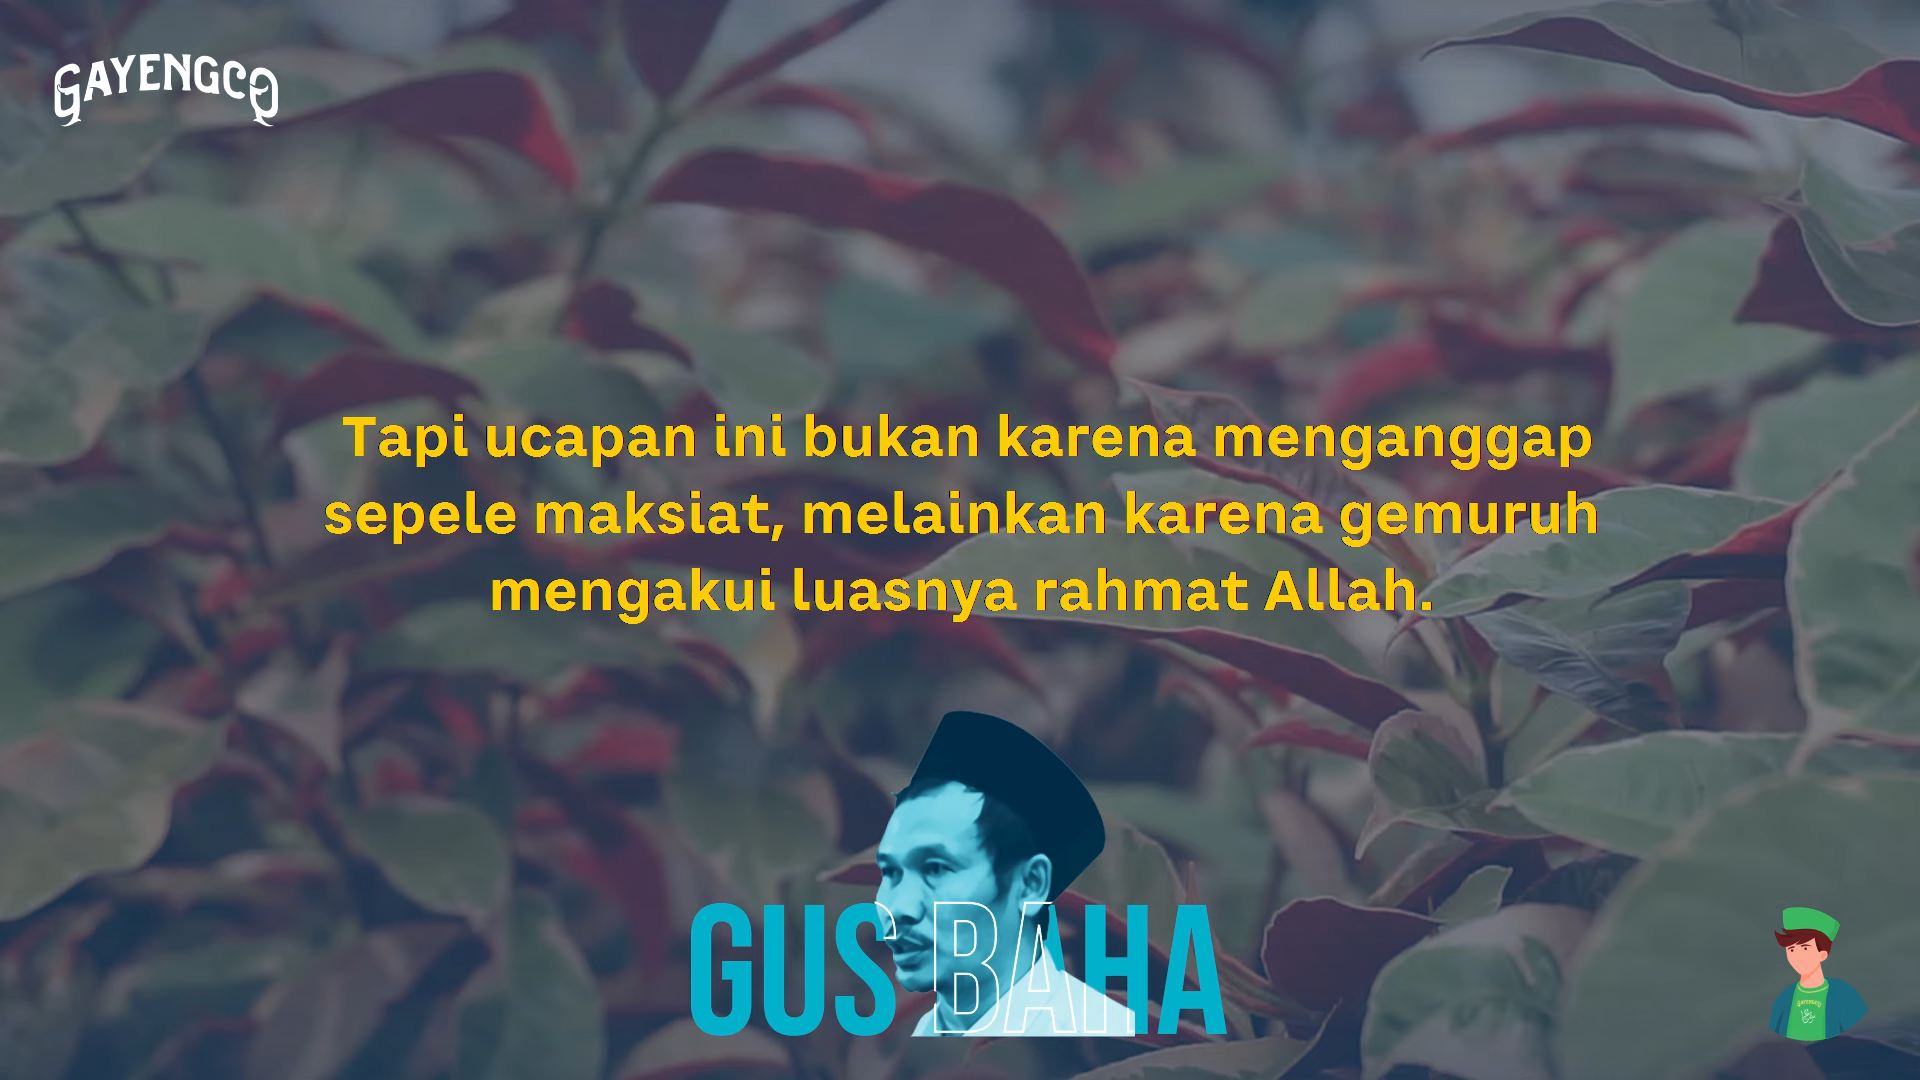 GAYENGCO
Tapi ucapan ini bukan karena menganggap
sepele maksiat, melainkan karena gemuruh
mengakui luasnya rahmat Allah.
GUS BAHA